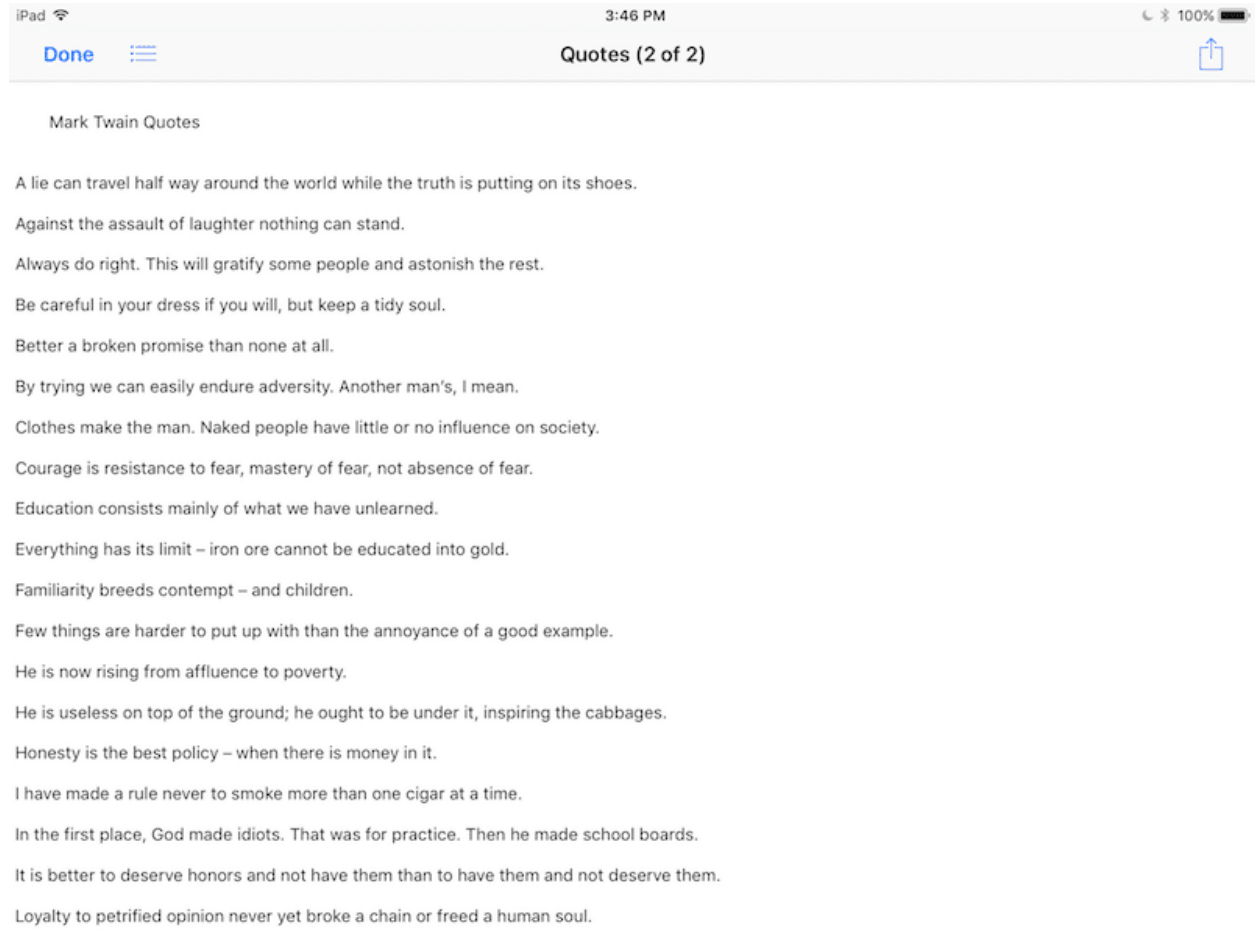 iPad 3:46 PM 100%
Done Quotes (2 of 2)
Mark Twain Quotes
A lie can travel half way around the world while the truth is putting on its shoes.
Against the assault of laughter nothing can stand.
Always do right. This will gratify some people and astonish the rest.
Be careful in your dress if you will, but keep a tidy soul.
Better a broken promise than none at all.
By trying we can easily endure adversity. Another man’s, I mean.
Clothes make the man. Naked people have little or no influence on society.
Courage is resistance to fear, mastery of fear, not absence of fear.
Education consists mainly of what we have unlearned.
Everything has its limit – iron ore cannot be educated into gold.
Familiarity breeds contempt – and children.
Few things are harder to put up with than the annoyance of a good example.
He is now rising from affluence to poverty.
He is useless on top of the ground; he ought to be under it, inspiring the cabbages.
Honesty is the best policy – when there is money in it.
I have made a rule never to smoke more than one cigar at a time.
In the first place, God made idiots. That was for practice. Then he made school boards.
It is better to deserve honors and not have them than to have them and not deserve them.
Loyalty to petrified opinion never yet broke a chain or freed a human soul.